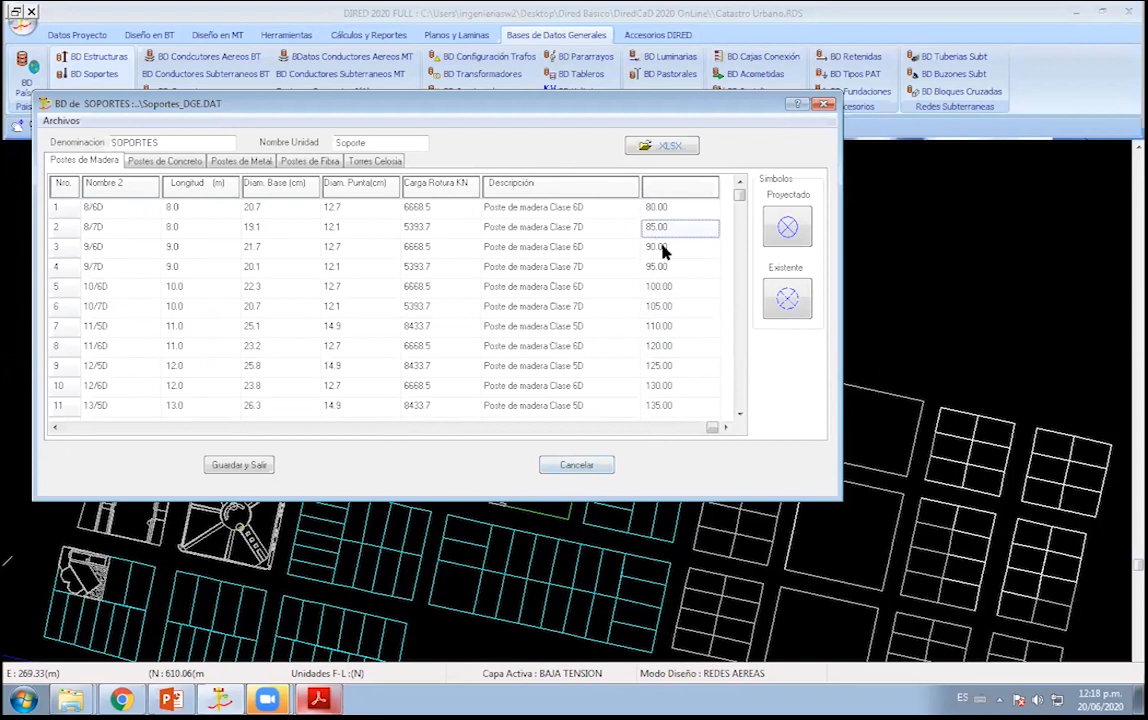 DIRED 2020 FULL : C:\Users\ingenieriasw2\Desktop\Dired Basico\DiredCaD 2020 OnLine\\Catastro Urbano.RDS
Datos Proyecto Diseño en BT Diseño en MT Herramientas Cálculos y Reportes Planos y Laminas Bases de Datos Generales Accesorios DIRED
BD Estructuras BD Condcutores Aereos BT BDatos Conductores Aereos MT BD Configuración Trafos BD Pararrayos BD Luminarias BD Cajas Conexión BD Retenidas BD Tuberias Subt
BD Soportes BD Conductores Subterraneos BT BD Conductores Subterraneos MT BD Transformadores BD Tableros BD Pastorales BD Acometidas BD Tipos PAT BD Buzones Subt
BD Bloques Cruzadas
Redes Subterraneas
BD de SOPORTES :..\Soportes_DGE.DAT
Archivos
Denominacion SOPORTES Nombre Unidad Soporte XLSX
Postes de Madera Postes de Concreto Postes de Metal Postes de Fibra Torres Celosia
Nro. Nombre 2 Longitud (m) Diam. Base (cm) Diam. Punta(cm) Carga Rotura KN Descripción
1 8/6D 8.0 20.7 12.7 6668.5 Poste de madera Clase 6D 80.00
2 8/7D 8.0 19.1 12.1 5393.7 Poste de madera Clase 7D 85.00
3 9/6D 9.0 21.7 12.7 6668.5 Poste de madera Clase 6D 90.00
4 9/7D 9.0 20.1 12.1 5393.7 Poste de madera Clase 7D 95.00
5 10/6D 10.0 22.3 12.7 6668.5 Poste de madera Clase 6D 100.00
6 10/7D 10.0 20.7 12.1 5393.7 Poste de madera Clase 7D 105.00
7 11/5D 11.0 25.1 14.9 8433.7 Poste de madera Clase 5D 110.00
8 11/6D 11.0 23.2 12.7 6668.5 Poste de madera Clase 6D 120.00
9 12/5D 12.0 25.8 14.9 8433.7 Poste de madera Clase 5D 125.00
10 12/6D 12.0 23.8 12.7 6668.5 Poste de madera Clase 6D 130.00
11 13/5D 13.0 26.3 14.9 8433.7 Poste de madera Clase 5D 135.00
Simbolos
Proyectado
Existente
Guardar y Salir Cancelar
E : 269.33(m) (N : 610.06(m Unidades F-L :(N) Capa Activa : BAJA TENSION Modo Diseño : REDES AEREAS
ES 12:18 p.m.
20/06/2020